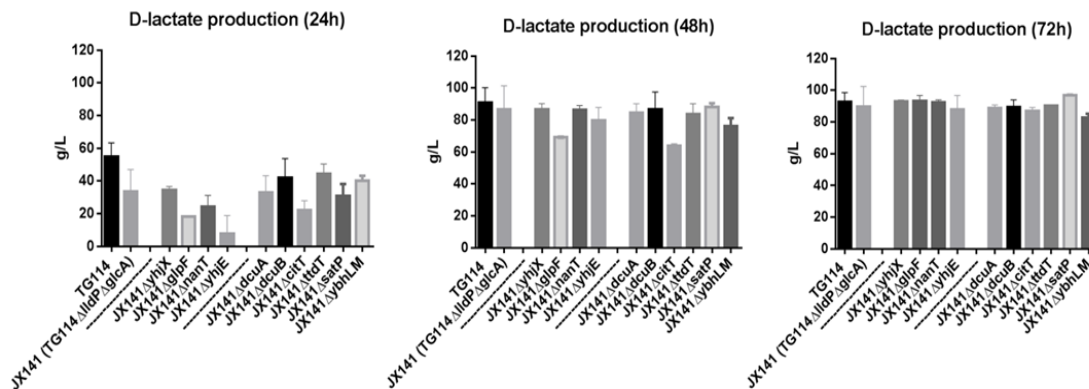 D-lactate production (24h)
120
100
80
60
40
20
0
g/L
TG114
JX141 (TG114ΔlldPΔglcA)
----------
JX141ΔyhjX
JX141ΔglpF
JX141ΔnanT
JX141ΔyhjE
----------
JX141ΔdcuA
JX141ΔdcuB
JX141ΔcitT
JX141ΔttdT
JX141ΔsatP
JX141ΔybhLM
D-lactate production (48h)
120
100
80
60
40
20
0
g/L
TG114
JX141 (TG114ΔlldPΔglcA)
----------
JX141ΔyhjX
JX141ΔglpF
JX141ΔnanT
JX141ΔyhjE
----------
JX141ΔdcuA
JX141ΔdcuB
JX141ΔcitT
JX141ΔttdT
JX141ΔsatP
JX141ΔybhLM
D-lactate production (72h)
120
100
80
60
40
20
0
g/L
TG114
JX141 (TG114ΔlldPΔglcA)
----------
JX141ΔyhjX
JX141ΔglpF
JX141ΔnanT
JX141ΔyhjE
----------
JX141ΔdcuA
JX141ΔdcuB
JX141ΔcitT
JX141ΔttdT
JX141ΔsatP
JX141ΔybhLM